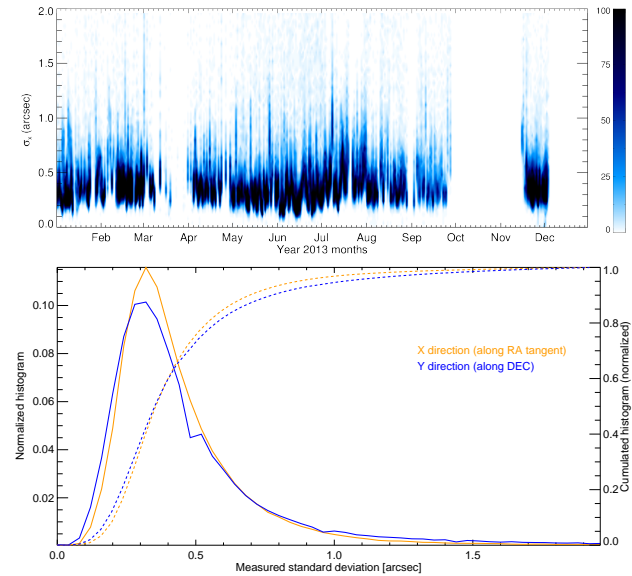 2.0
1.5
1.0
0.5
0.0
σx (arcsec)
Feb Mar Apr May Jun Jul Aug Sep Oct Nov Dec
Year 2013 months
100
75
50
25
0
0.10
0.08
0.06
0.04
0.02
Normalized histogram
X direction (along RA tangent)
Y direction (along DEC)
1.0
0.8
0.6
0.4
0.2
0.0
Cumulated histogram (normalized)
0.0 0.5 1.0 1.5
Measured standard deviation [arcsec]